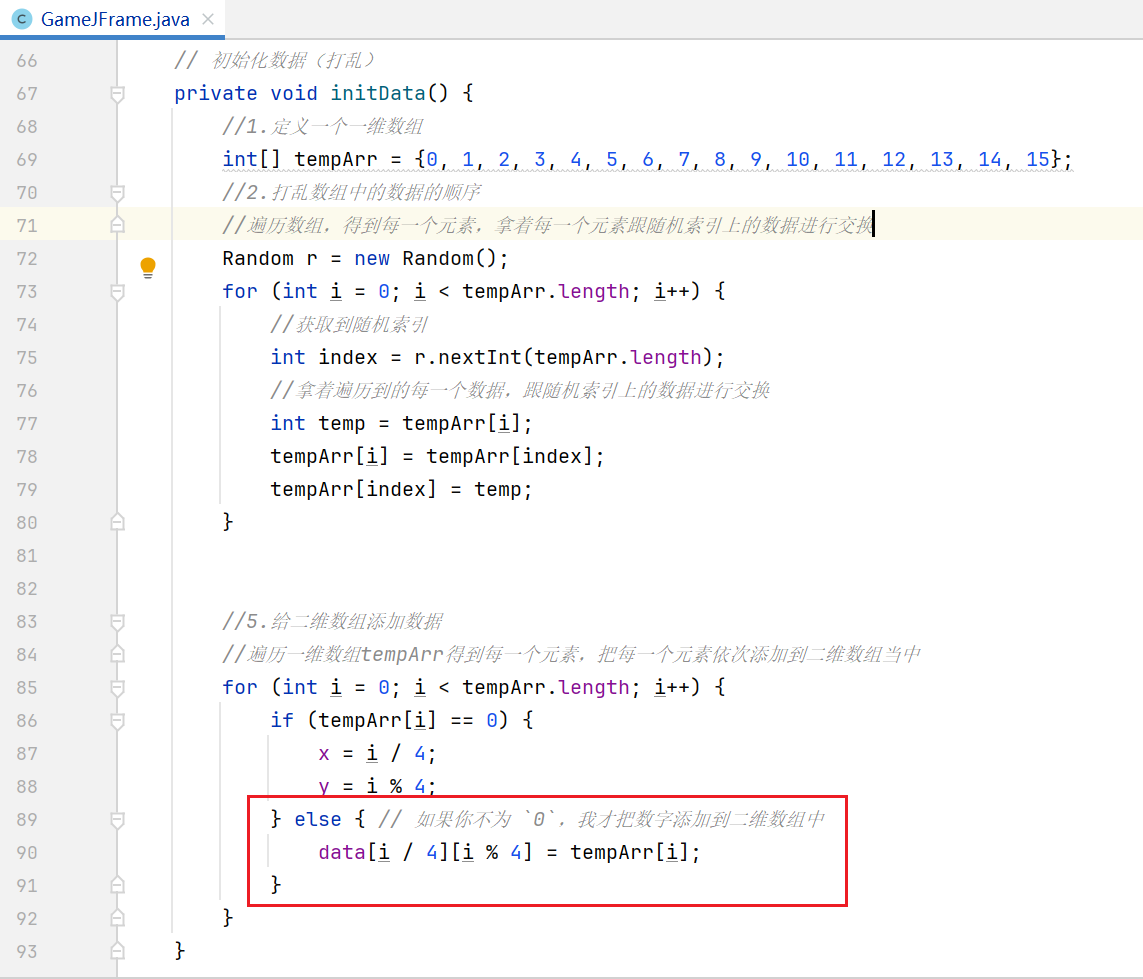 GameJFrame.java
66 // 初始化数据（打乱）
67 private void initData() {
68 //1.定义一个一维数组
69 int[] tempArr = {0, 1, 2, 3, 4, 5, 6, 7, 8, 9, 10, 11, 12, 13, 14, 15};
70 //2.打乱数组中的数据的顺序
71 //遍历数组，得到每一个元素，拿着每一个元素跟随机索引上的数据进行交换
72 Random r = new Random();
73 for (int i = 0; i < tempArr.length; i++) {
74 //获取到随机索引
75 int index = r.nextInt(tempArr.length);
76 //拿着遍历到的每一个数据，跟随机索引上的数据进行交换
77 int temp = tempArr[i];
78 tempArr[i] = tempArr[index];
79 tempArr[index] = temp;
80 }
81
82
83 //5.给二维数组添加数据
84 //遍历一维数组tempArr得到每一个元素，把每一个元素依次添加到二维数组当中
85 for (int i = 0; i < tempArr.length; i++) {
86 if (tempArr[i] == 0) {
87 x = i / 4;
88 y = i % 4;
89 } else { // 如果你不为 `0`，我才把数字添加到二维数组中
90 data[i / 4][i % 4] = tempArr[i];
91 }
92 }
93 }